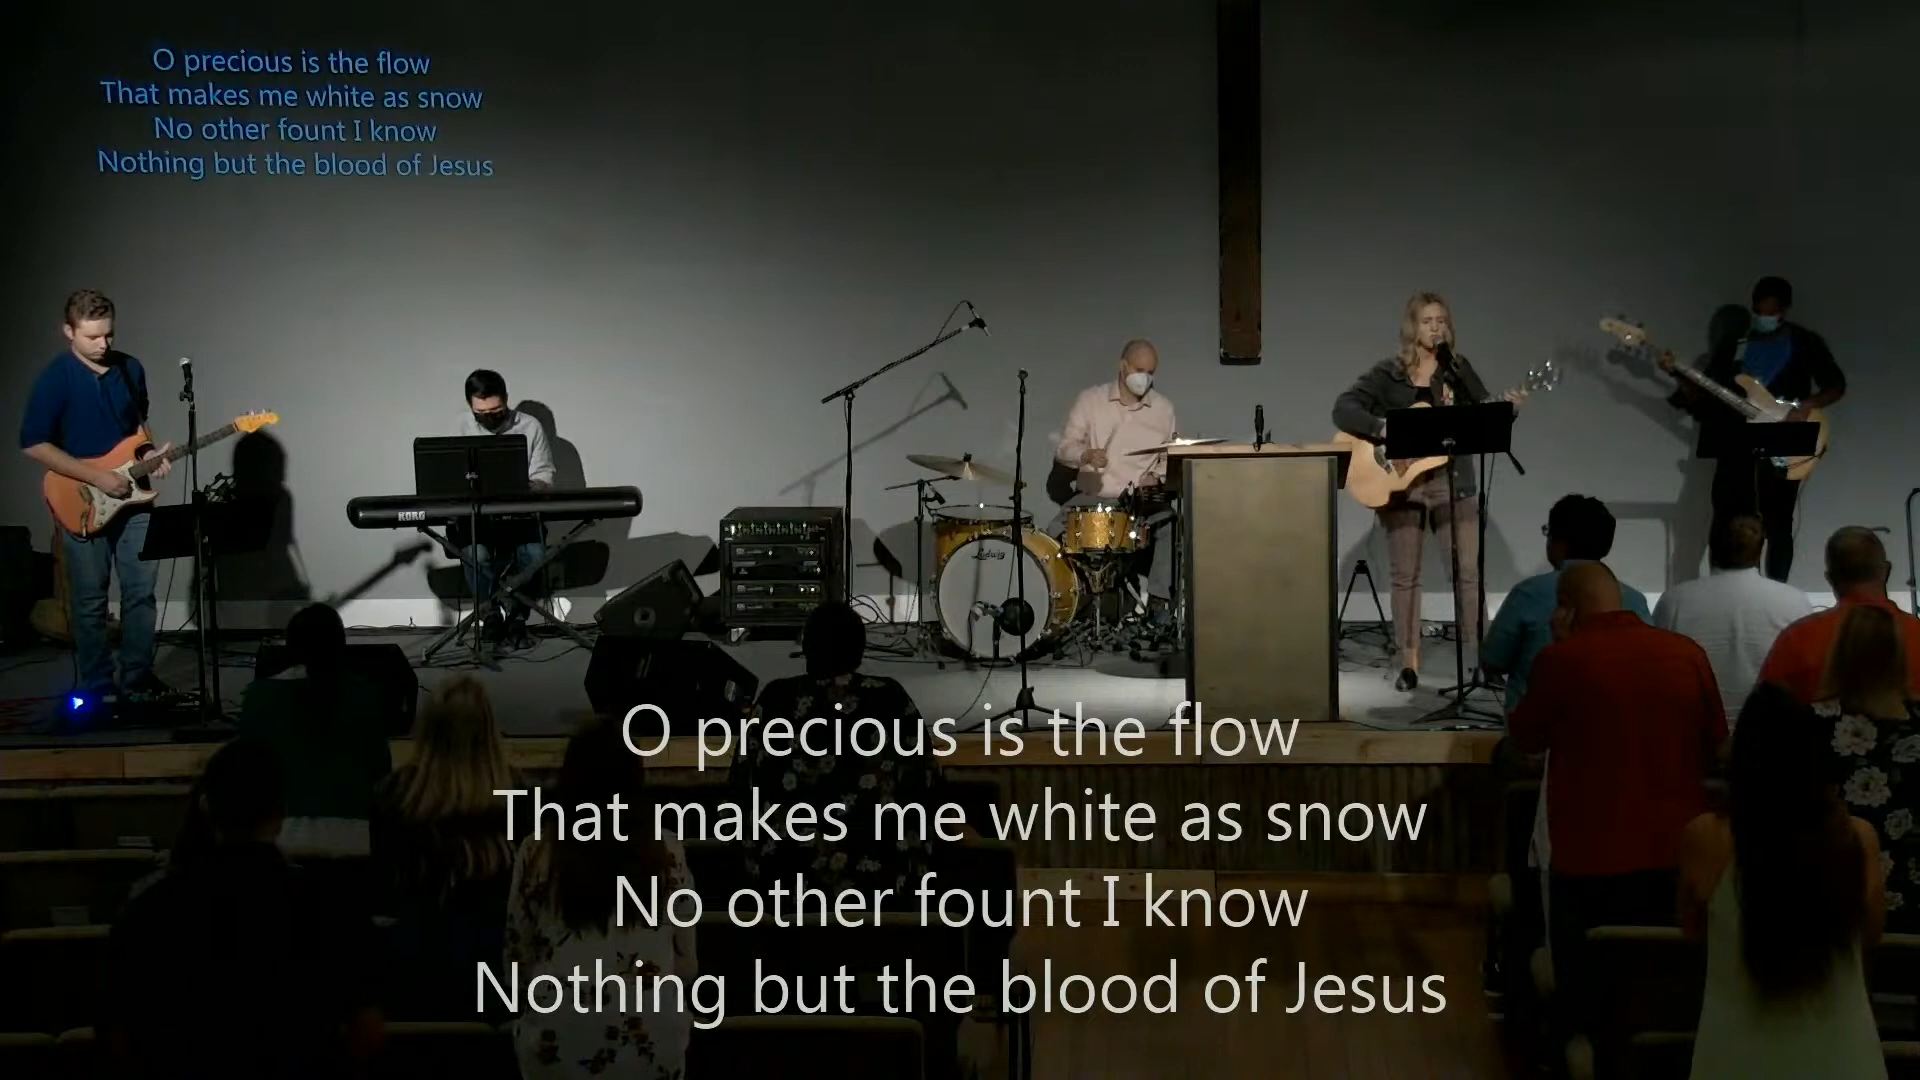 O precious is the flow
That makes me white as snow
No other fount I know
Nothing but the blood of Jesus
KORG
Ludwig
O precious is the flow
That makes me white as snow
No other fount I know
Nothing but the blood of Jesus